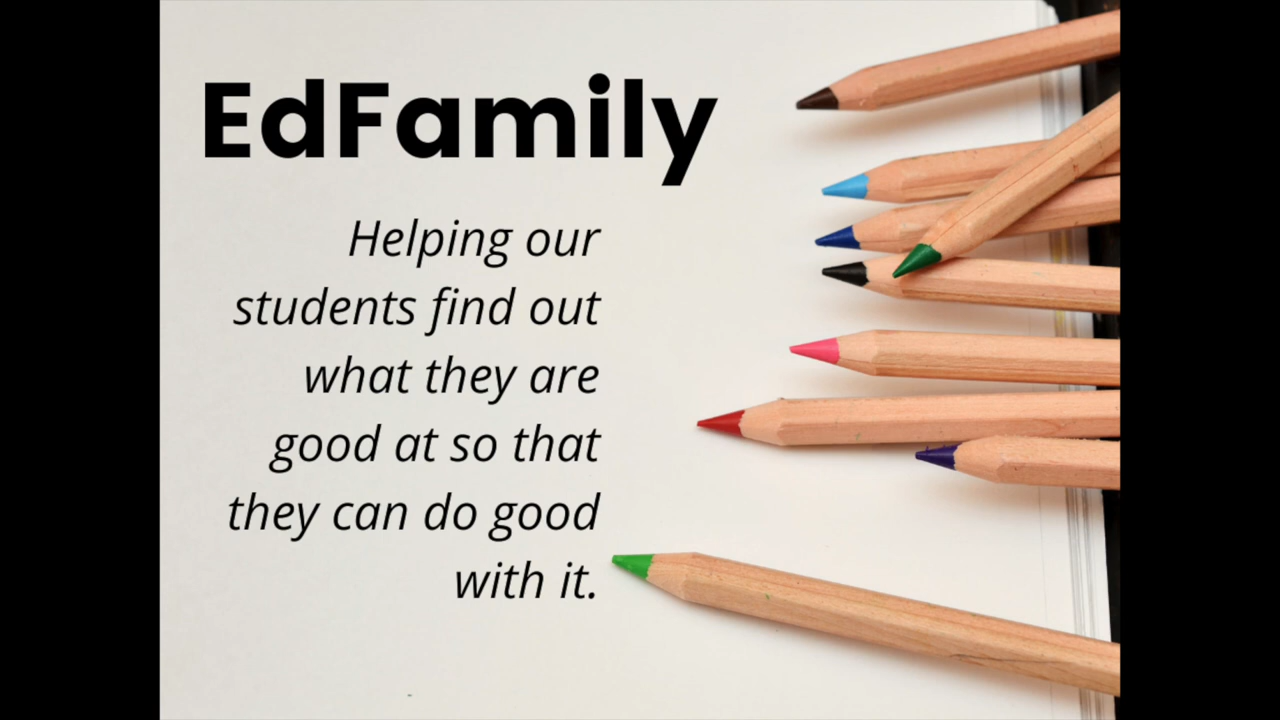 EdFamily
Helping our
students find out
what they are
good at so that
they can do good
with it.